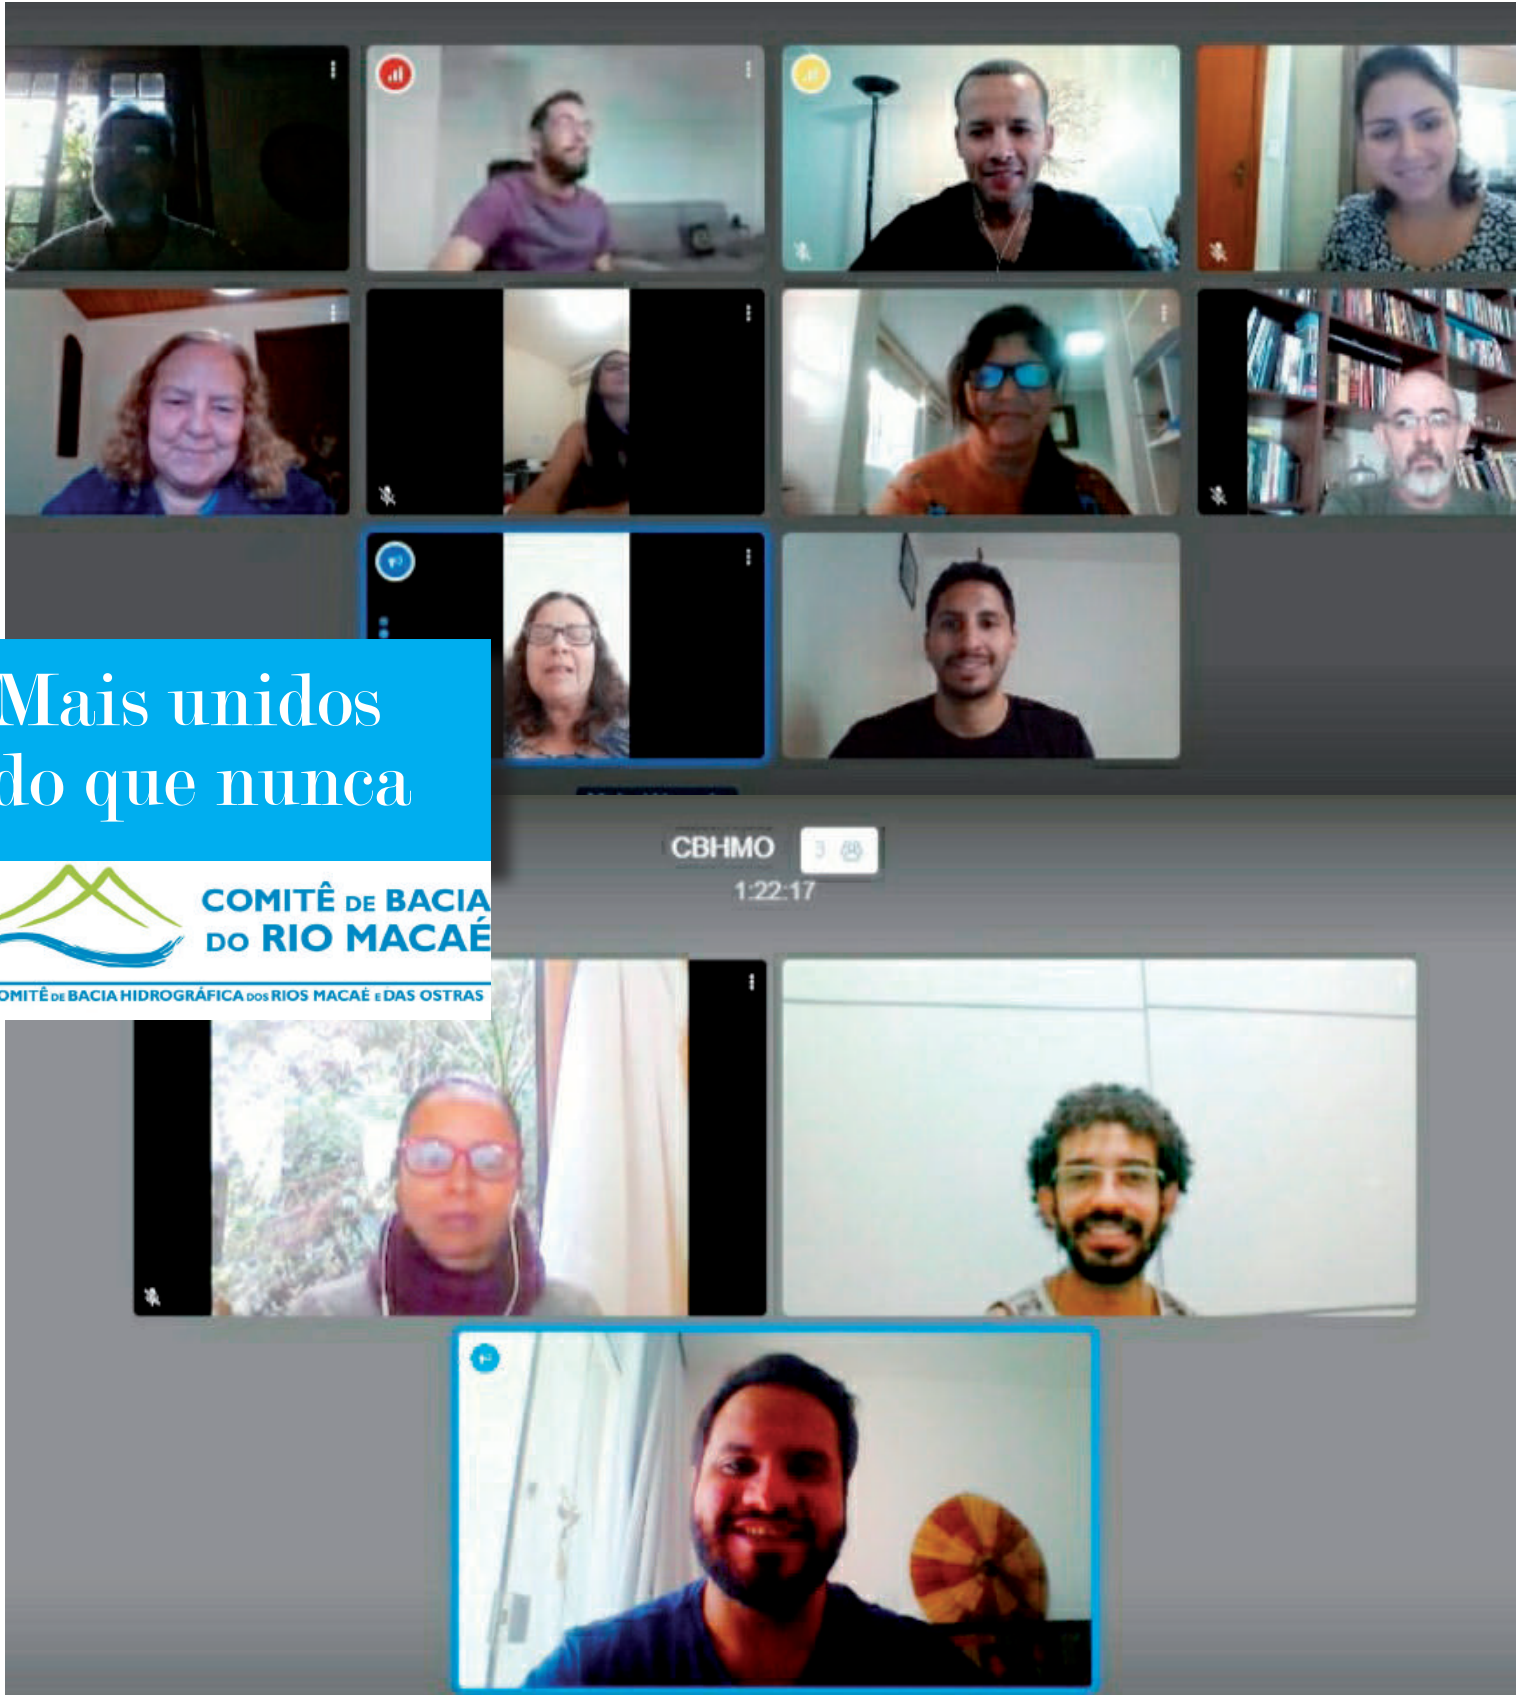 Mais unidos
do que nunca
CBHMO 3
1:22:17
COMITÊ DE BACIA
DO RIO MACAÉ
OMITÊ DE BACIA HIDROGRÁFICA DOS RIOS MACAÉ E DAS OSTRAS